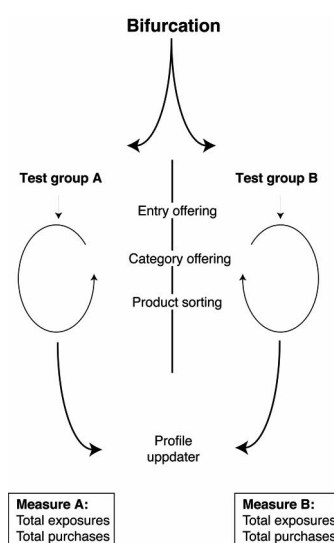 Bifurcation
Test group A
Test group B
Entry offering
Category offering
Product sorting
Profile
uppdater
Measure A:
Total exposures
Total purchases
Measure B:
Total exposures
Total purchases